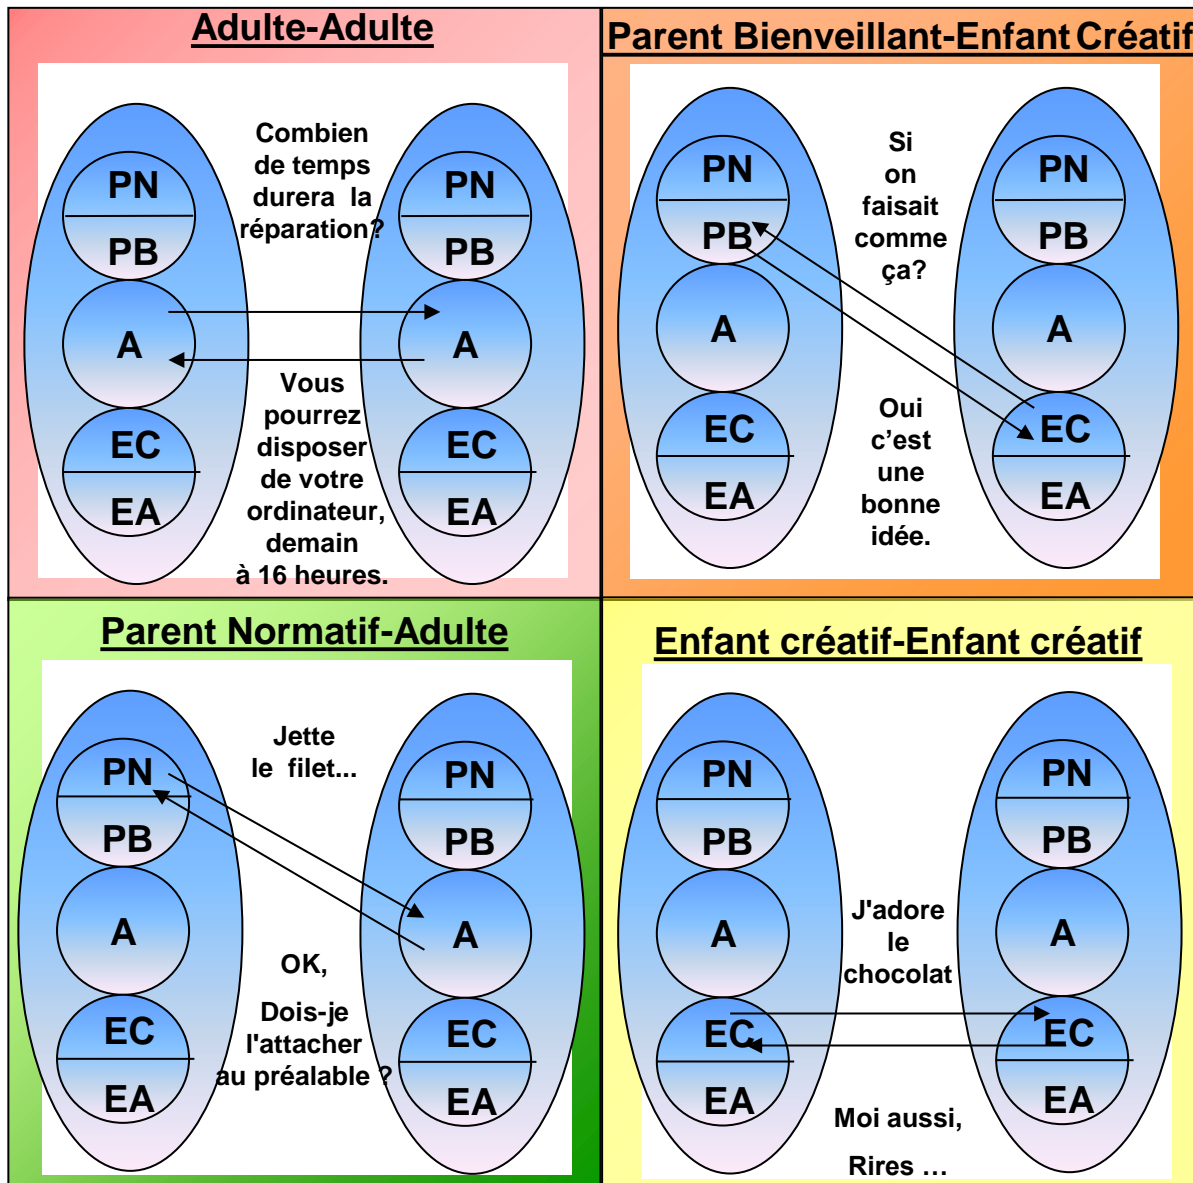 Adulte-Adulte
PN
PB
A
EC
EA
Combien
de temps
durera la
réparation?
Vous
pourrez
disposer
de votre
ordinateur,
demain
à 16 heures.
PN
PB
A
EC
EA
Parent Bienveillant-Enfant Créatif
PN
PB
A
EC
EA
Si
on
faisait
comme
ça?
Oui
c’est
une
bonne
idée.
PN
PB
A
EC
EA
Parent Normatif-Adulte
PN
PB
A
EC
EA
Jette
le filet...
OK,
Dois-je
l'attacher
au préalable ?
PN
PB
A
EC
EA
Enfant créatif-Enfant créatif
PN
PB
A
EC
EA
J'adore
le
chocolat
Moi aussi,
Rires …
PN
PB
A
EC
EA